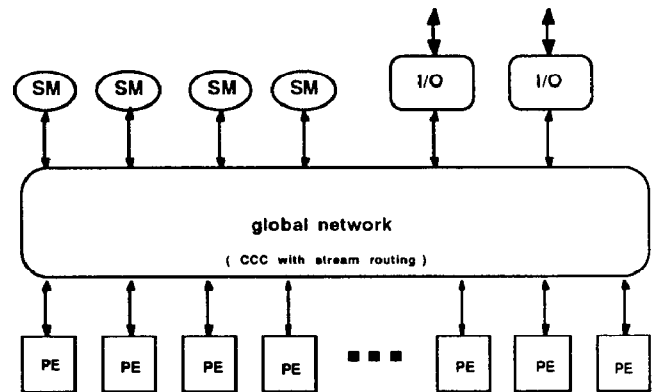 SM SM SM SM I/O I/O
global network
( CCC with stream routing )
PE PE PE PE PE PE PE